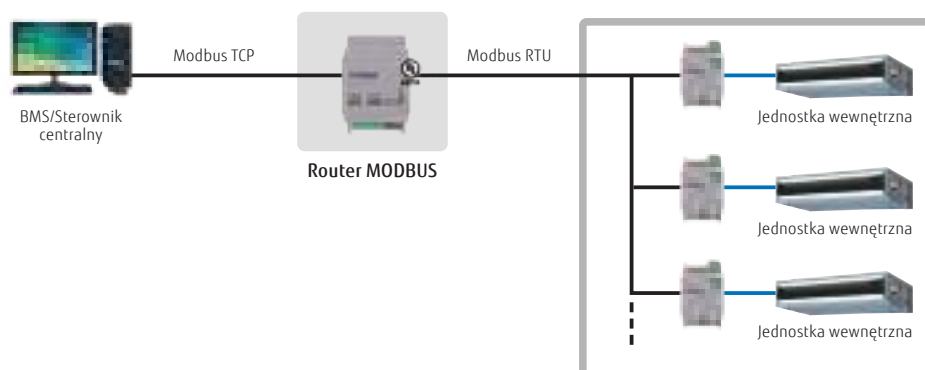 BMS/Sterownik
centralny
Modbus TCP
Router MODBUS
Modbus RTU
Jednostka wewnętrzna
Jednostka wewnętrzna
Jednostka wewnętrzna